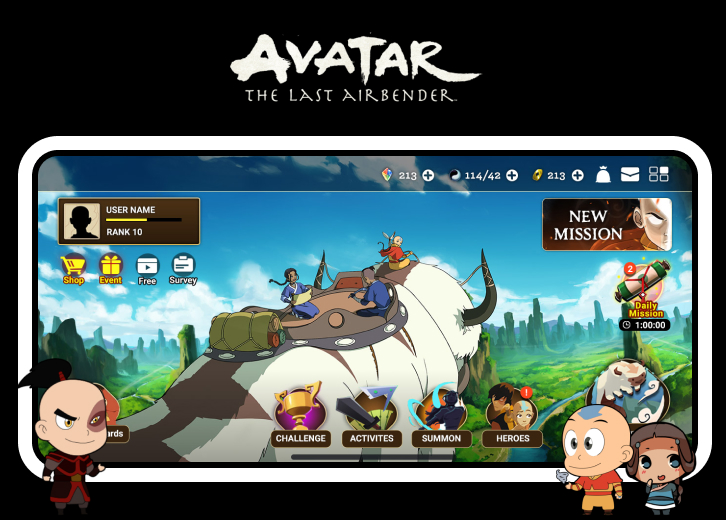 AVATAR
THE LAST AIRBENDER
213
114/42
213
USER NAME
RANK 10
NEW
MISSION
Shop
Event
Free
Survey
2
Daily
Mission
1:00:00
ards
CHALLENGE
ACTIVITES
SUMMON
!
HEROES